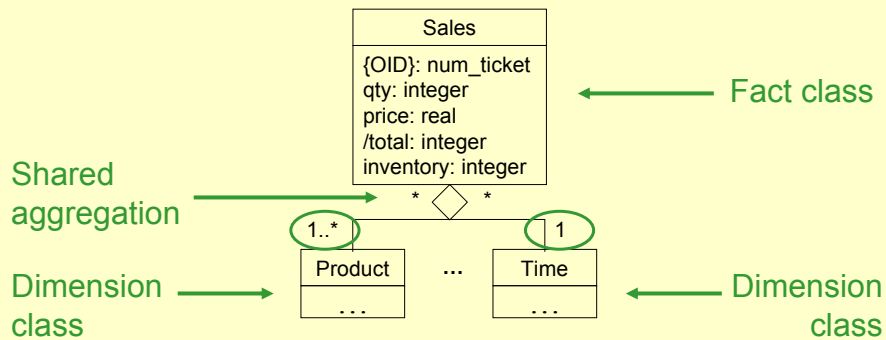 Sales
{OID}: num_ticket
qty: integer
price: real
/total: integer
inventory: integer
Fact class
Shared
aggregation
* *
1..* 1
Product ... Time
... ...
Dimension
class
Dimension
class